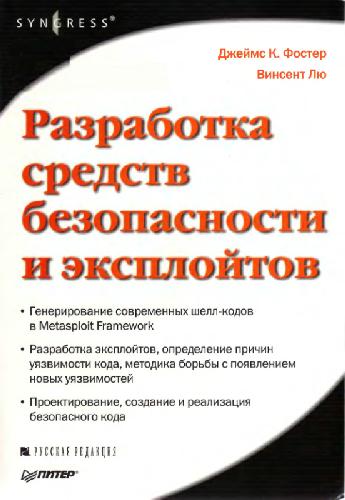 SYNGRESS®
Джеймс К. Фостер
Винсент Лю
Разработка
средств
безопасности
и эксплойтов
• Генерирование современных шелл-кодов
в Metasploit Framework
• Разработка эксплойтов, определение причин
уязвимости кода, методика борьбы с появлением
новых уязвимостей
• Проектирование, создание и реализация
безопасного кода
РУССКАЯ РЕДАКЦИЯ
ПИТЕР®